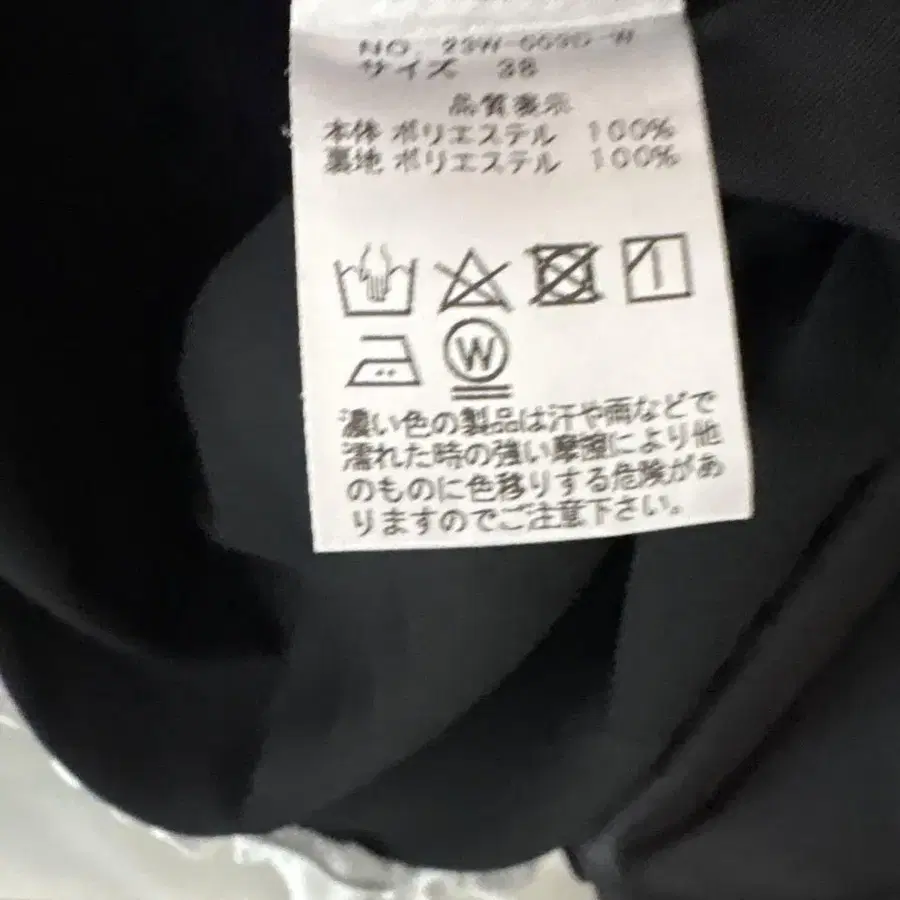 サイズ 38
品質表示
本体 ポリエステル 100%
裏地 ポリエステル 100%
W
濃い色の製品は汗や雨などで
濡れた時の強い摩擦により他
のものに色移りする危険があ
りますのでご注意下さい。